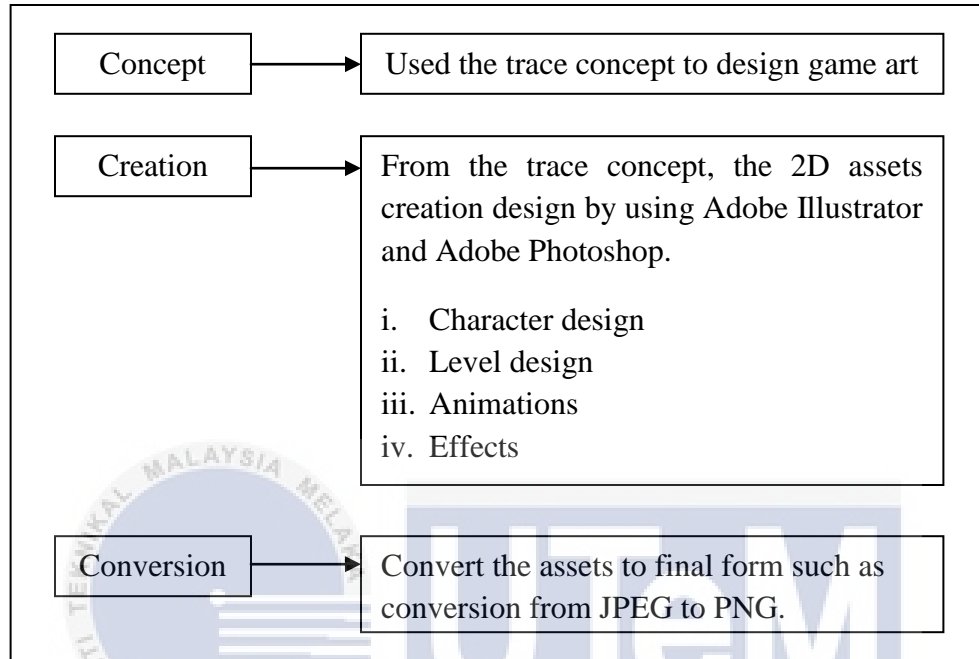 Concept
Used the trace concept to design game art
Creation
From the trace concept, the 2D assets
creation design by using Adobe Illustrator
and Adobe Photoshop.
i. Character design
ii. Level design
iii. Animations
iv. Effects
MALAYSIA
UTeM
Conversion
Convert the assets to final form such as
conversion from JPEG to PNG.